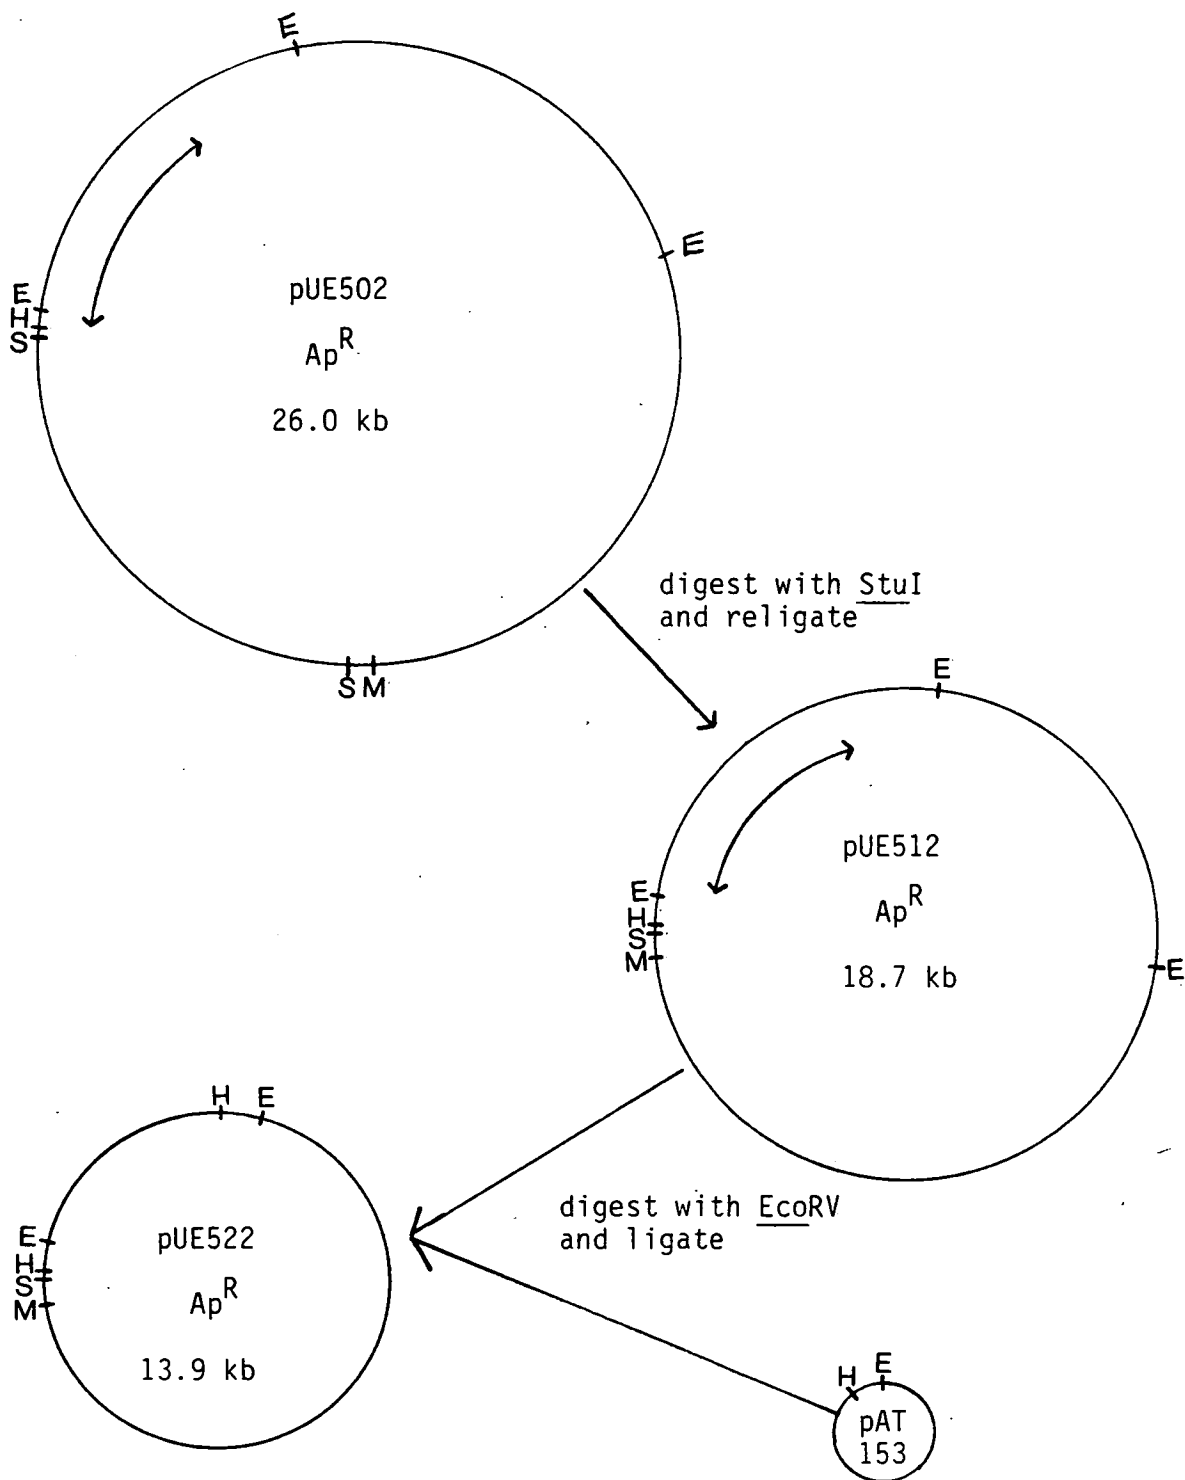 E
E
pUE502
Ap^R
26.0 kb
E
H
S
S M
digest with StuI
and religate
E
pUE512
Ap^R
18.7 kb
E
H
S
M
E
H E
pUE522
Ap^R
13.9 kb
E
H
S
M
digest with EcoRV
and ligate
H E
pAT
153